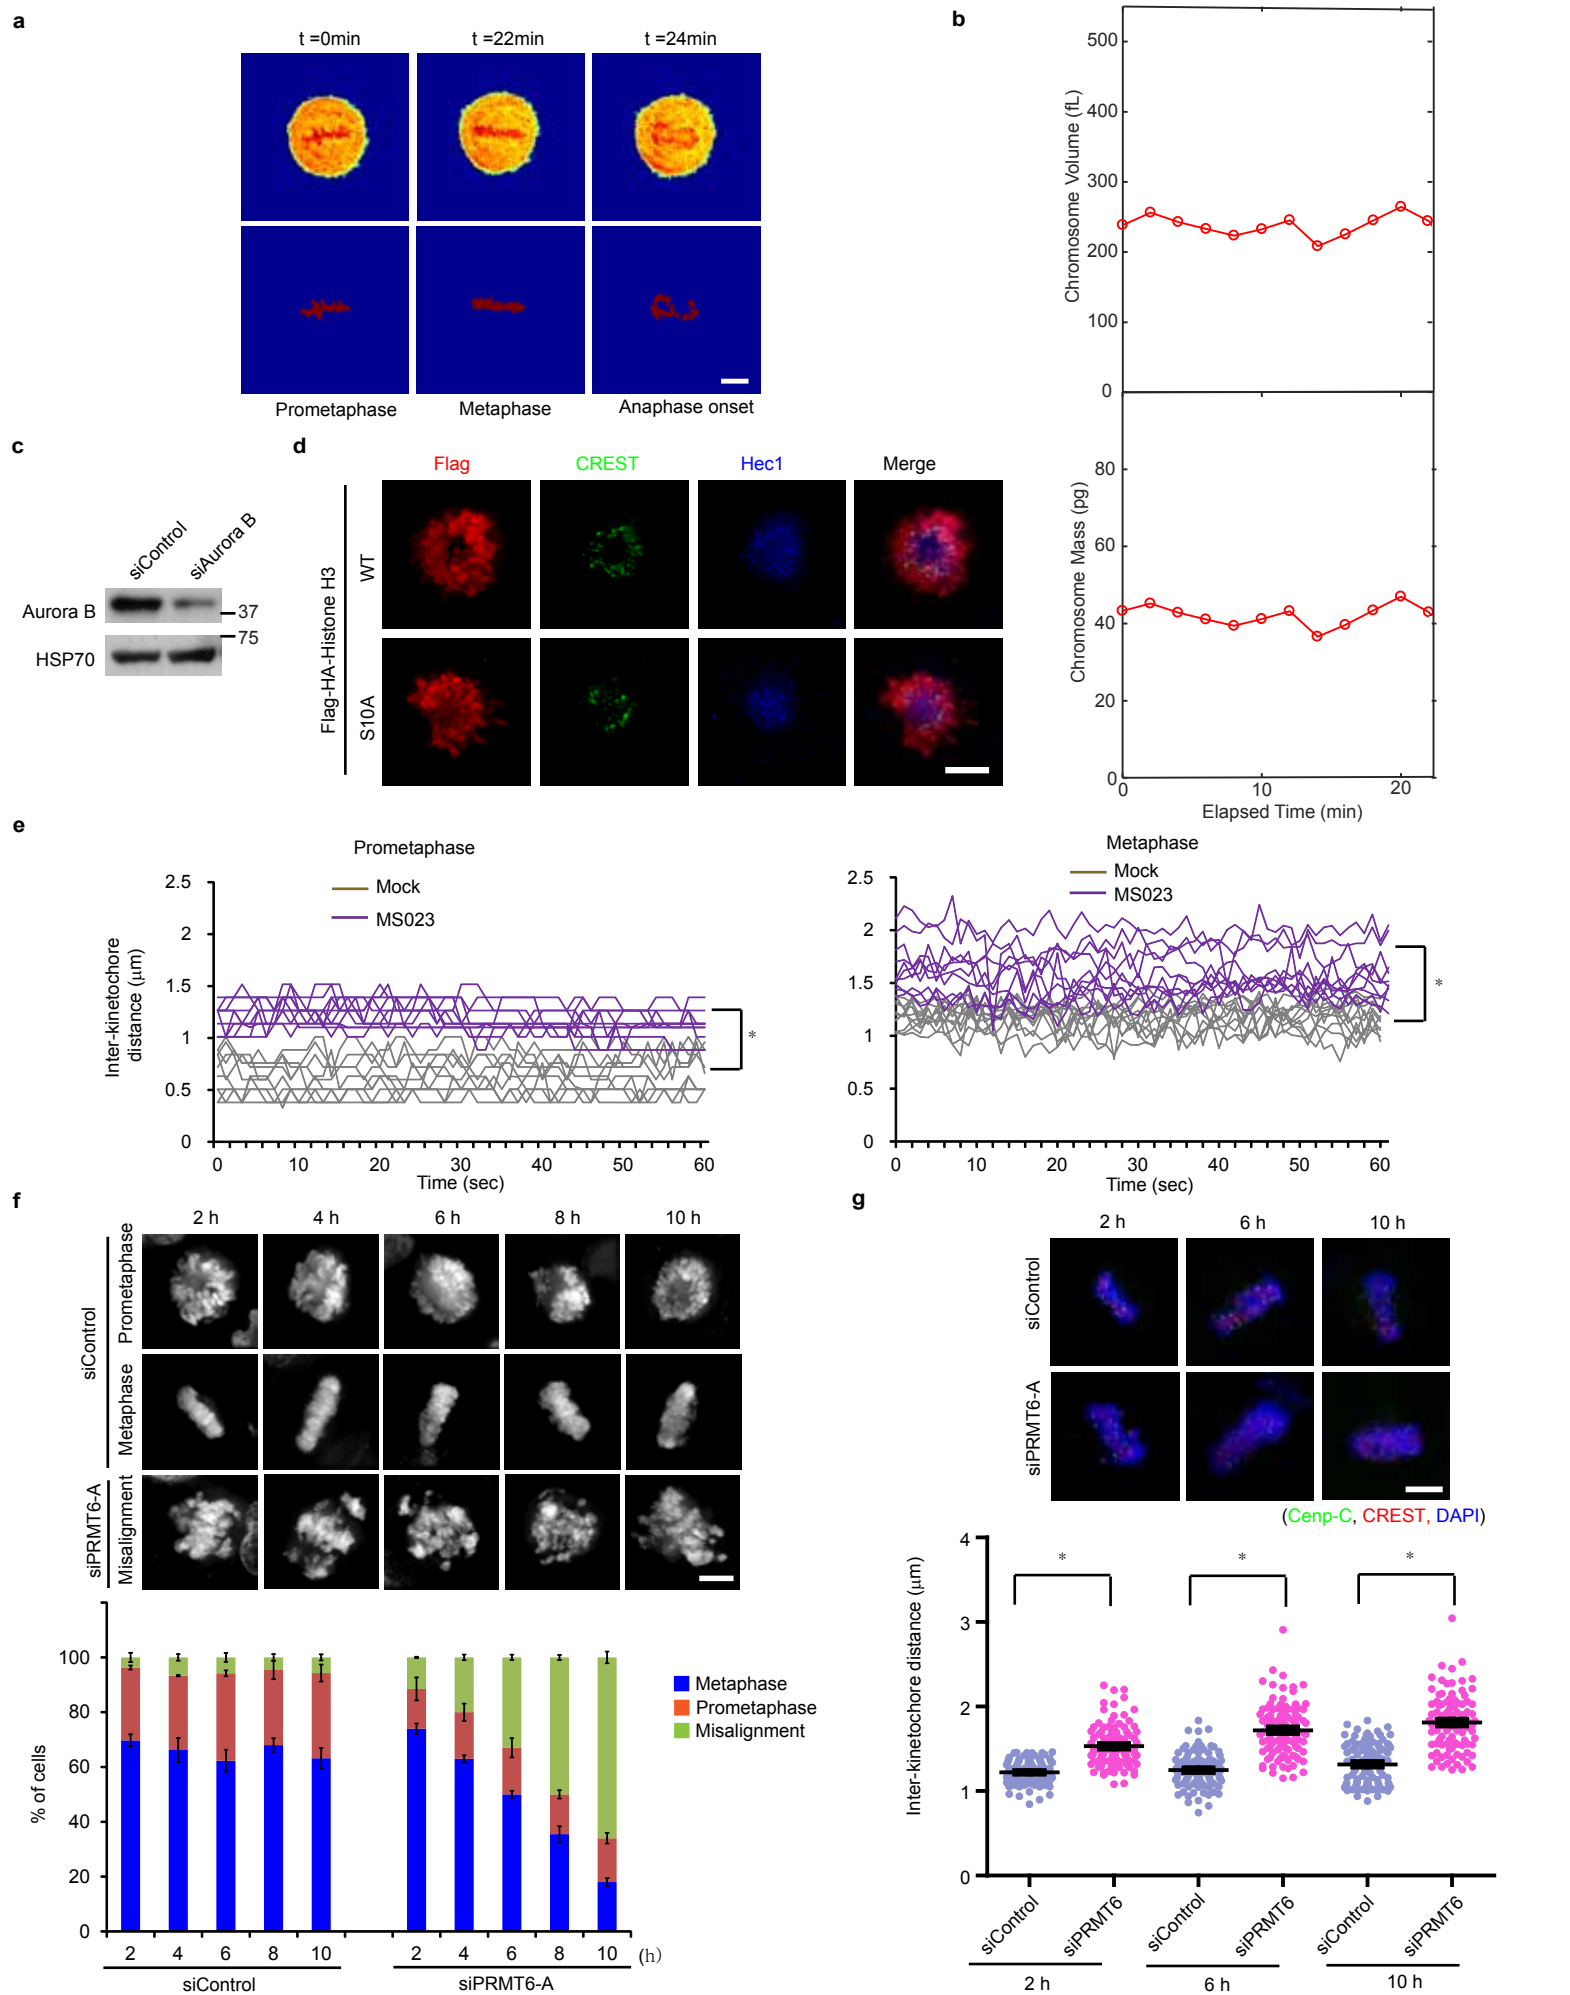 a
t =0min
t =22min
t =24min
Prometaphase
Metaphase
Anaphase onset
b
500
400
300
200
100
0
Chromosome Volume (fL)
80
60
40
20
0
Chromosome Mass (pg)
0
10
20
Elapsed Time (min)
c
siControl
siAurora B
Aurora B
37
75
HSP70
d
Flag
CREST
Hec1
Merge
Flag-HA-Histone H3
WT
S10A
e
Prometaphase
Mock
MS023
2.5
2
1.5
1
0.5
0
Inter-kinetochore
distance (μm)
*
0
10
20
30
40
50
60
Time (sec)
Metaphase
Mock
MS023
2.5
2
1.5
1
0.5
0
*
0
10
20
30
40
50
60
Time (sec)
f
2 h
4 h
6 h
8 h
10 h
siControl
Prometaphase
Metaphase
siPRMT6-A
Misalignment
100
80
60
40
20
0
% of cells
Metaphase
Prometaphase
Misalignment
2
4
6
8
10
2
4
6
8
10
(h)
siControl
siPRMT6-A
g
2 h
6 h
10 h
siControl
siPRMT6-A
(Cenp-C, CREST, DAPI)
4
3
2
1
0
Inter-kinetochore distance (μm)
*
*
*
siControl
siPRMT6
siControl
siPRMT6
siControl
siPRMT6
2 h
6 h
10 h